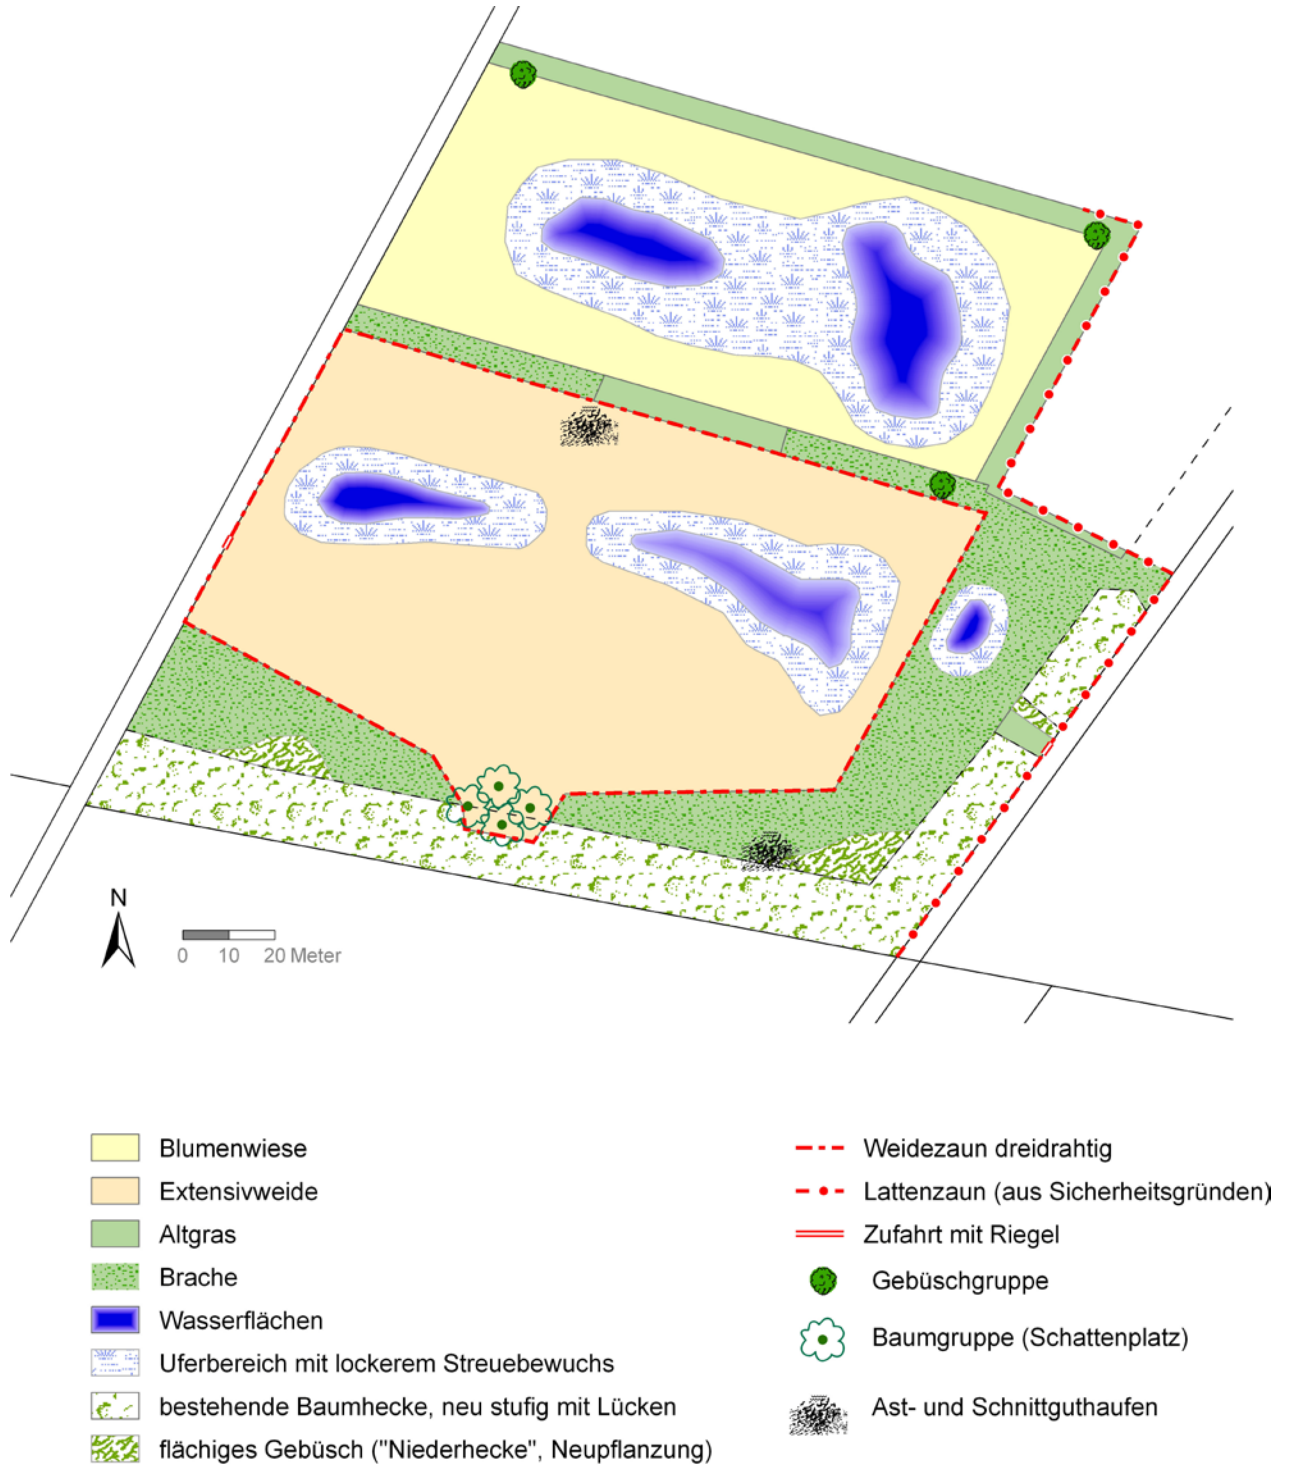 N
0 10 20 Meter
Blumenwiese
Extensivweide
Altgras
Brache
Wasserflächen
Uferbereich mit lockerem Streuebewuchs
bestehende Baumhecke, neu stufig mit Lücken
flächiges Gebüsch ("Niederhecke", Neupflanzung)
Weidezaun dreidrahtig
Lattenzaun (aus Sicherheitsgründen)
Zufahrt mit Riegel
Gebüschgruppe
Baumgruppe (Schattenplatz)
Ast- und Schnittguthaufen